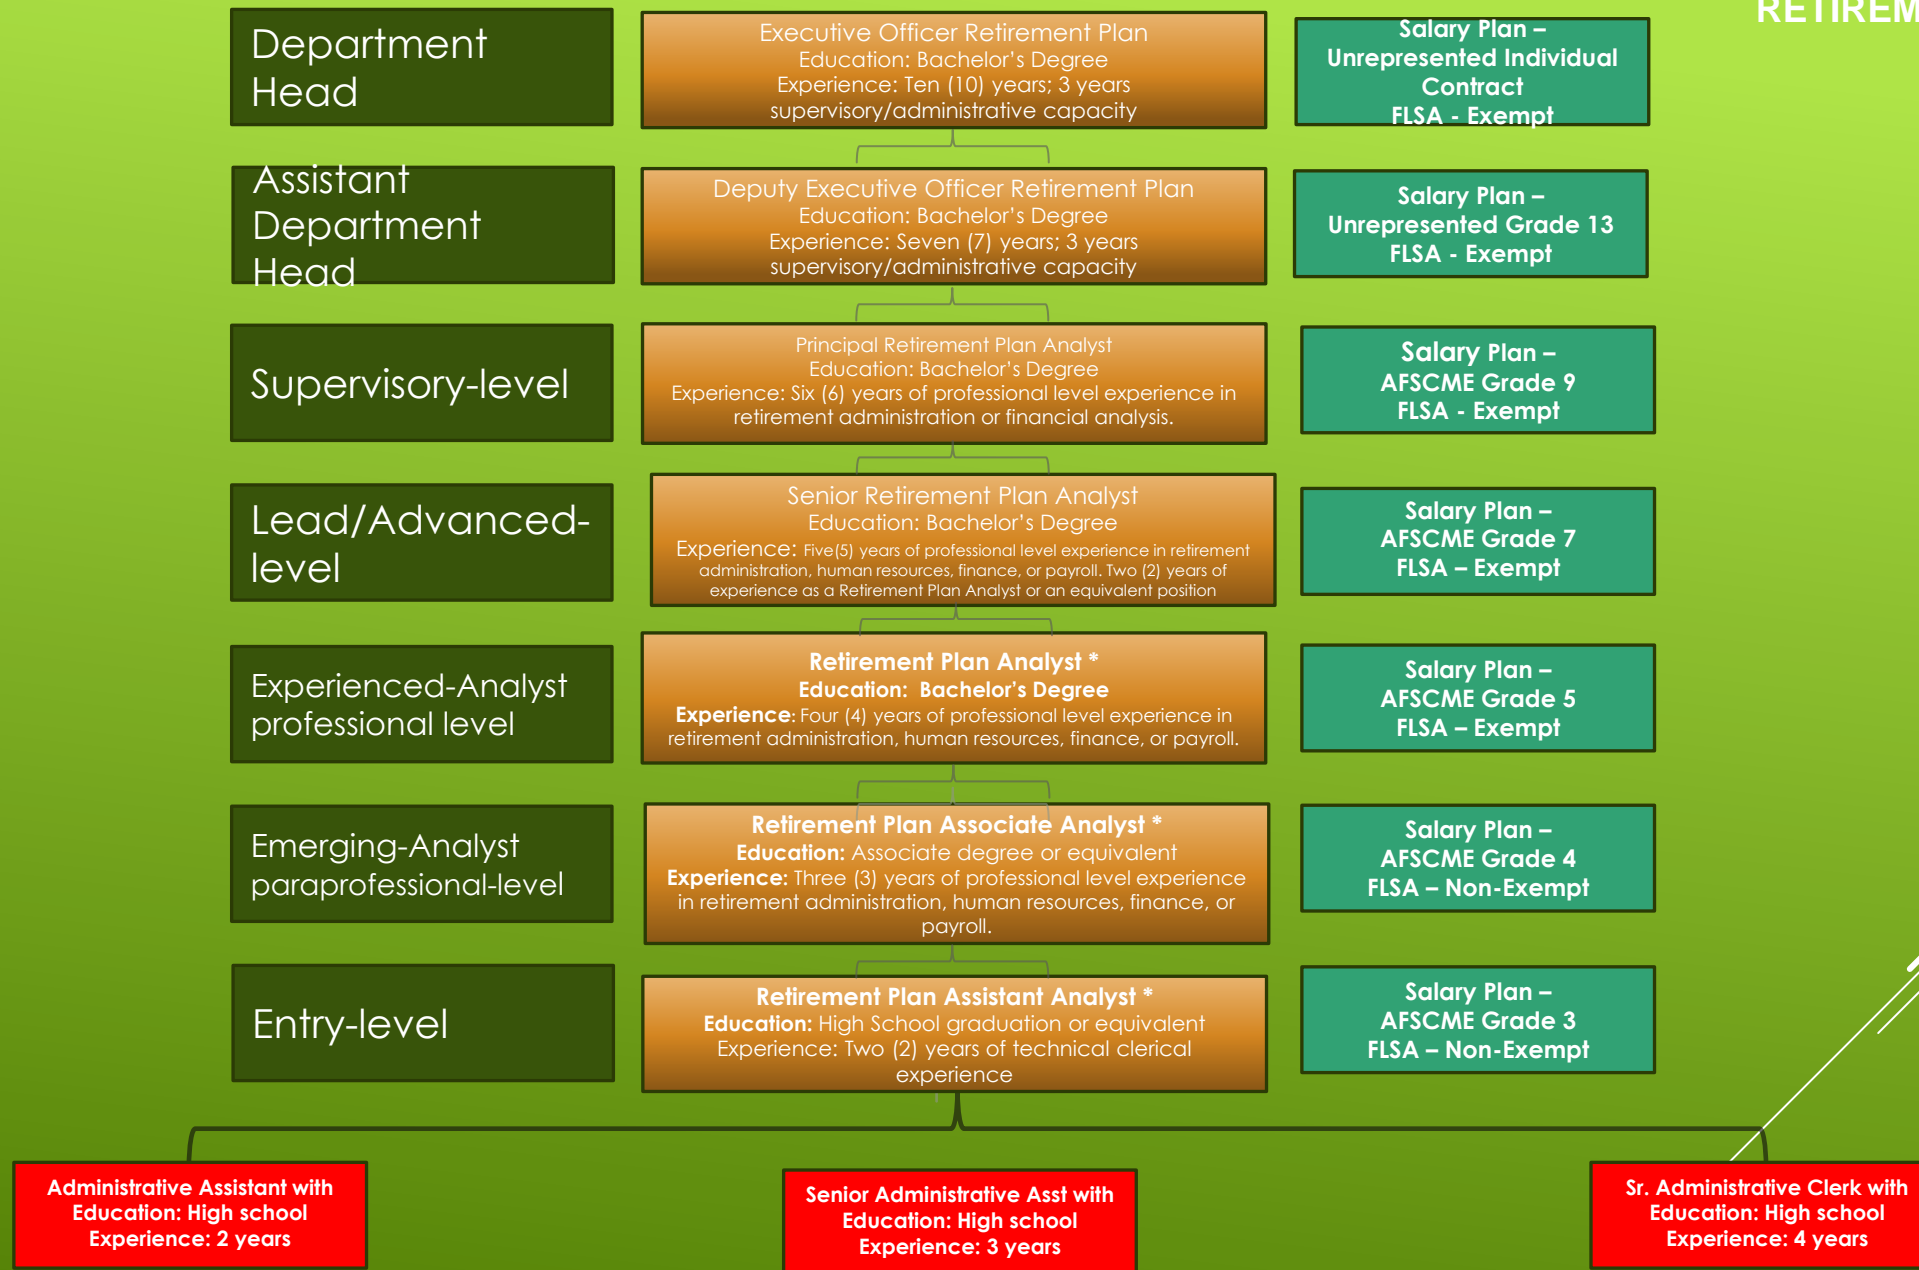 RETIREM
Department
Head
Executive Officer Retirement Plan
Education: Bachelor’s Degree
Experience: Ten (10) years; 3 years
supervisory/administrative capacity
Salary Plan –
Unrepresented Individual
Contract
FLSA - Exempt
Assistant
Department
Head
Deputy Executive Officer Retirement Plan
Education: Bachelor’s Degree
Experience: Seven (7) years; 3 years
supervisory/administrative capacity
Salary Plan –
Unrepresented Grade 13
FLSA - Exempt
Supervisory-level
Principal Retirement Plan Analyst
Education: Bachelor’s Degree
Experience: Six (6) years of professional level experience in
retirement administration or financial analysis.
Salary Plan –
AFSCME Grade 9
FLSA - Exempt
Lead/Advanced-
level
Senior Retirement Plan Analyst
Education: Bachelor’s Degree
Experience: Five(5) years of professional level experience in retirement
administration, human resources, finance, or payroll. Two (2) years of
experience as a Retirement Plan Analyst or an equivalent position
Salary Plan –
AFSCME Grade 7
FLSA – Exempt
Experienced-Analyst
professional level
Retirement Plan Analyst *
Education:  Bachelor’s Degree
Experience: Four (4) years of professional level experience in
retirement administration, human resources, finance, or payroll.
Salary Plan –
AFSCME Grade 5
FLSA – Exempt
Emerging-Analyst
paraprofessional-level
Retirement Plan Associate Analyst *
Education: Associate degree or equivalent
Experience: Three (3) years of professional level experience
in retirement administration, human resources, finance, or
payroll.
Salary Plan –
AFSCME Grade 4
FLSA – Non-Exempt
Entry-level
Retirement Plan Assistant Analyst *
Education: High School graduation or equivalent
Experience: Two (2) years of technical clerical
experience
Salary Plan –
AFSCME Grade 3
FLSA – Non-Exempt
Administrative Assistant with
Education: High school
Experience: 2 years
Senior Administrative Asst with
Education: High school
Experience: 3 years
Sr. Administrative Clerk with
Education: High school
Experience: 4 years